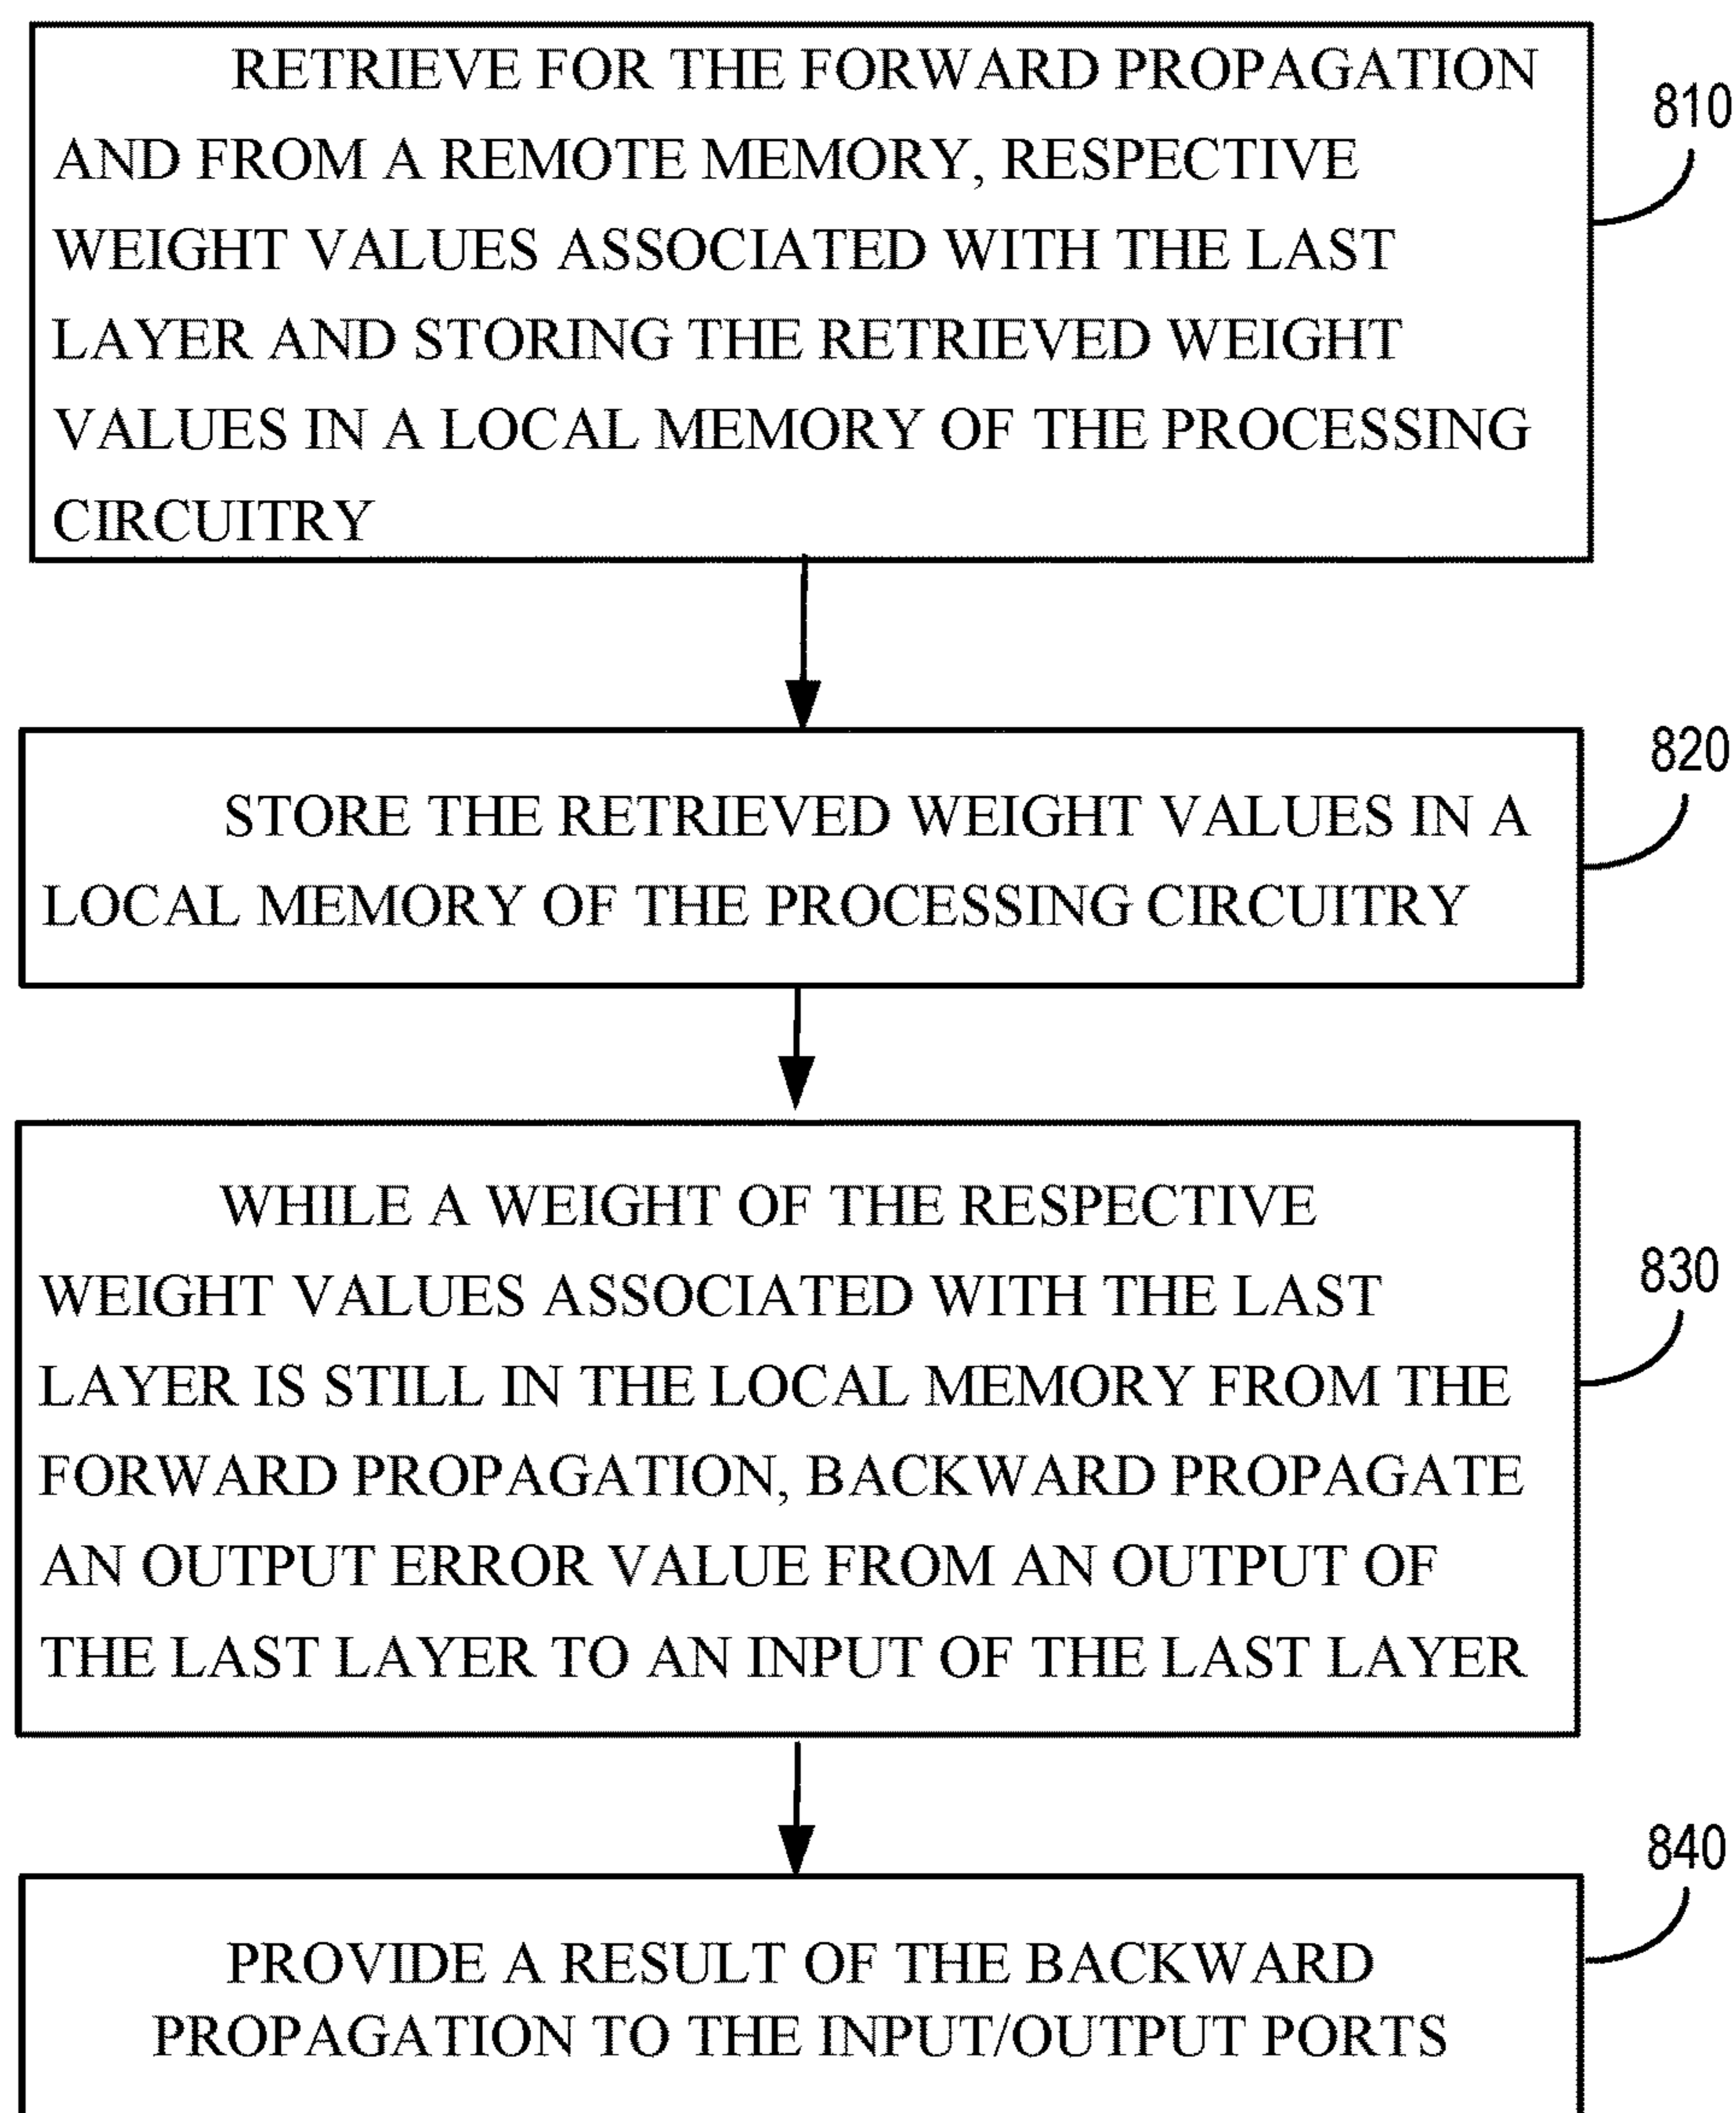 RETRIEVE FOR THE FORWARD PROPAGATION
AND FROM A REMOTE MEMORY, RESPECTIVE
WEIGHT VALUES ASSOCIATED WITH THE LAST
LAYER AND STORING THE RETRIEVED WEIGHT
VALUES IN A LOCAL MEMORY OF THE PROCESSING
CIRCUITRY
810
STORE THE RETRIEVED WEIGHT VALUES IN A
LOCAL MEMORY OF THE PROCESSING CIRCUITRY
820
WHILE A WEIGHT OF THE RESPECTIVE
WEIGHT VALUES ASSOCIATED WITH THE LAST
LAYER IS STILL IN THE LOCAL MEMORY FROM THE
FORWARD PROPAGATION, BACKWARD PROPAGATE
AN OUTPUT ERROR VALUE FROM AN OUTPUT OF
THE LAST LAYER TO AN INPUT OF THE LAST LAYER
830
PROVIDE A RESULT OF THE BACKWARD
PROPAGATION TO THE INPUT/OUTPUT PORTS
840